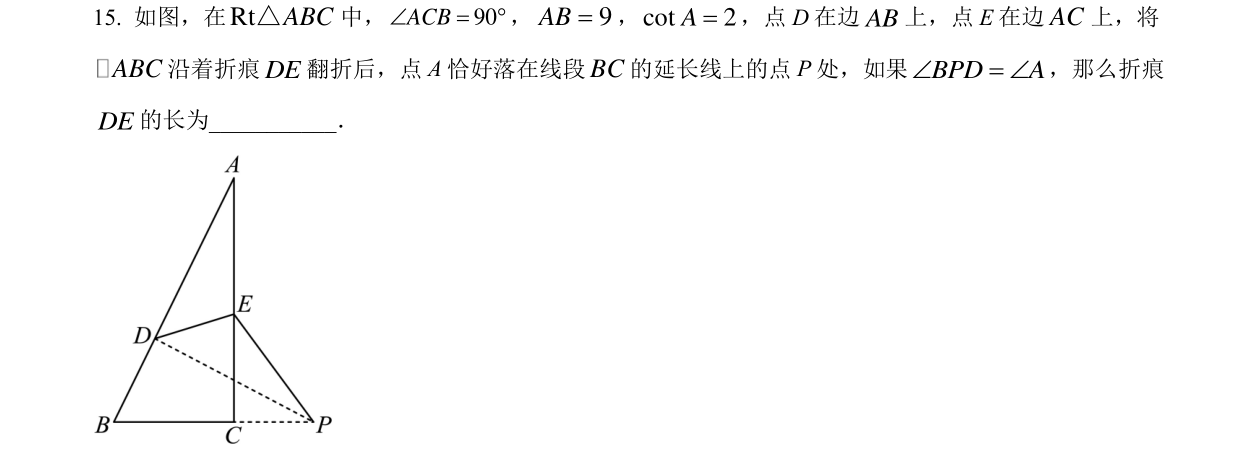 15. 如图，在Rt△ABC中，∠ACB=90°，AB=9，cot A=2，点D在边AB上，点E在边AC上，将
□ABC沿着折痕DE翻折后，点A恰好落在线段BC的延长线上的点P处，如果∠BPD=∠A，那么折痕
DE的长为___________．
A
E
D
B
C
P